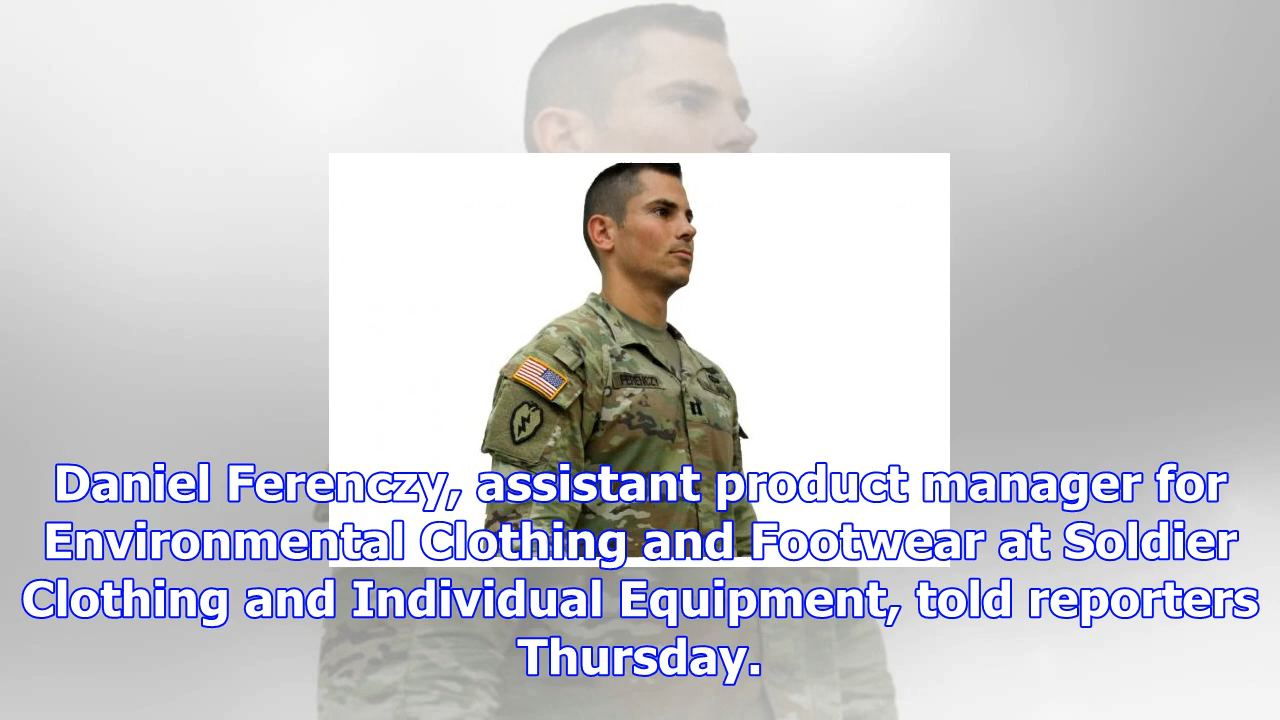 FERENCZY
Daniel Ferenczy, assistant product manager for
Environmental Clothing and Footwear at Soldier
Clothing and Individual Equipment, told reporters
Thursday.